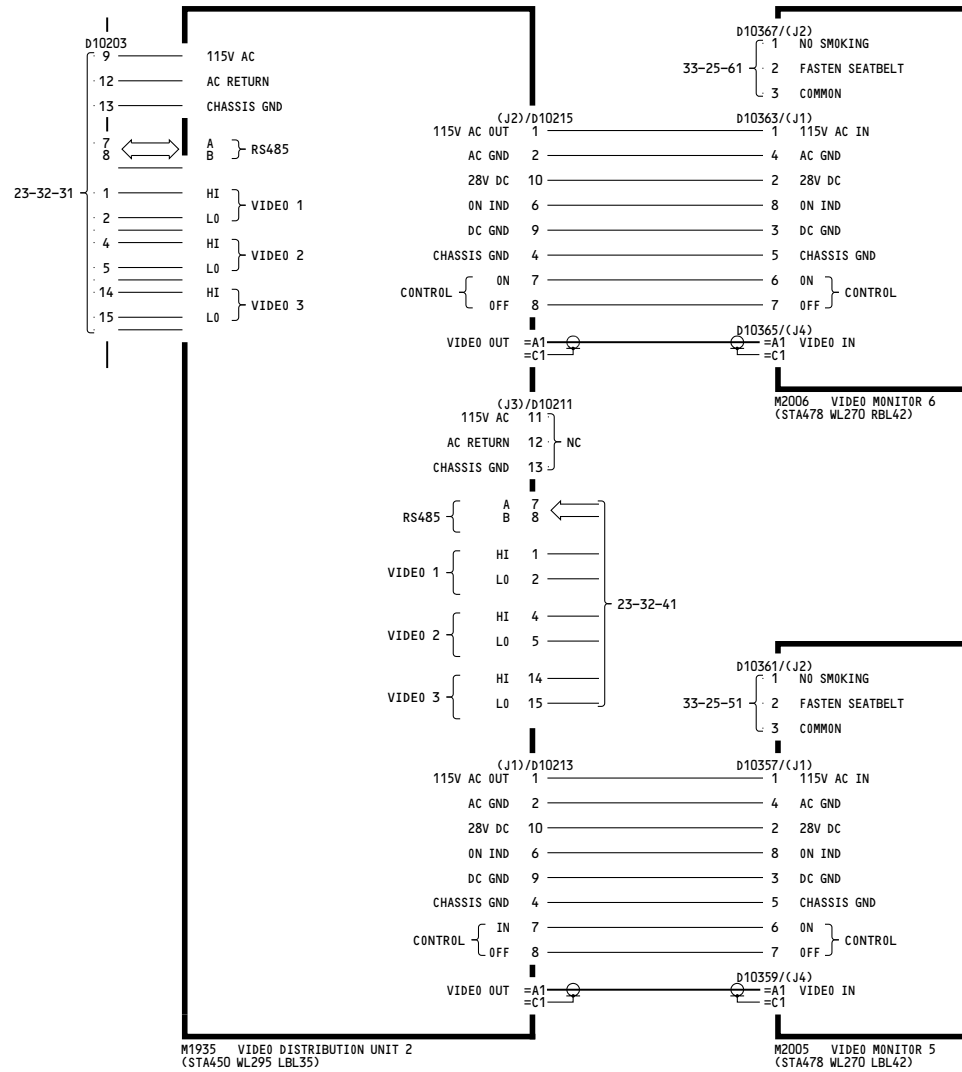 D10203
9 115V AC
12 AC RETURN
13 CHASSIS GND
7 A
8 B
RS485
23-32-31
1 HI
2 LO
VIDEO 1
4 HI
5 LO
VIDEO 2
14 HI
15 LO
VIDEO 3
(J2)/D10215
115V AC OUT 1
AC GND 2
28V DC 10
ON IND 6
DC GND 9
CHASSIS GND 4
CONTROL
ON 7
OFF 8
VIDEO OUT =A1
=C1
D10367/(J2)
33-25-61
1 NO SMOKING
2 FASTEN SEATBELT
3 COMMON
D10363/(J1)
1 115V AC IN
4 AC GND
2 28V DC
8 ON IND
3 DC GND
5 CHASSIS GND
6 ON
7 OFF
CONTROL
D10365/(J4)
=A1 VIDEO IN
=C1
M2006 VIDEO MONITOR 6
(STA478 WL270 RBL42)
(J3)/D10211
115V AC 11
AC RETURN 12
CHASSIS GND 13
NC
RS485
A 7
B 8
VIDEO 1
HI 1
LO 2
VIDEO 2
HI 4
LO 5
VIDEO 3
HI 14
LO 15
23-32-41
D10361/(J2)
33-25-51
1 NO SMOKING
2 FASTEN SEATBELT
3 COMMON
(J1)/D10213
115V AC OUT 1
AC GND 2
28V DC 10
ON IND 6
DC GND 9
CHASSIS GND 4
CONTROL
IN 7
OFF 8
VIDEO OUT =A1
=C1
D10357/(J1)
1 115V AC IN
4 AC GND
2 28V DC
8 ON IND
3 DC GND
5 CHASSIS GND
6 ON
7 OFF
CONTROL
D10359/(J4)
=A1 VIDEO IN
=C1
M1935 VIDEO DISTRIBUTION UNIT 2
(STA450 WL295 LBL35)
M2005 VIDEO MONITOR 5
(STA478 WL270 LBL42)